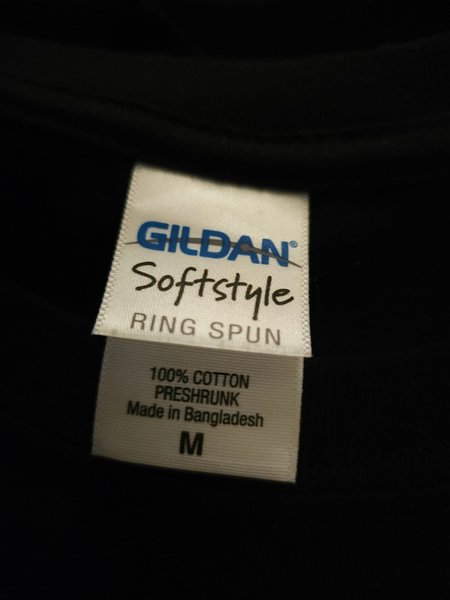 GILDAN®
Softstyle
RING SPUN
100% COTTON
PRESHRUNK
Made in Bangladesh
M